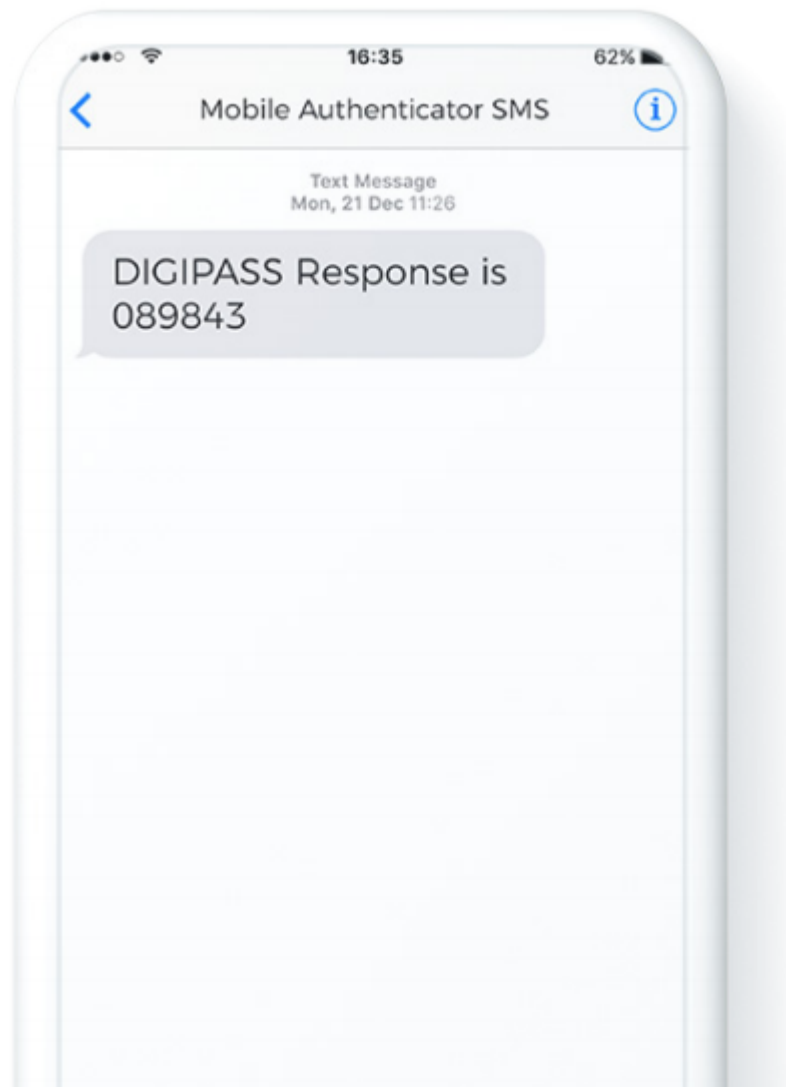 16:35
62%
Mobile Authenticator SMS
i
Text Message
Mon, 21 Dec 11:26
DIGIPASS Response is
089843